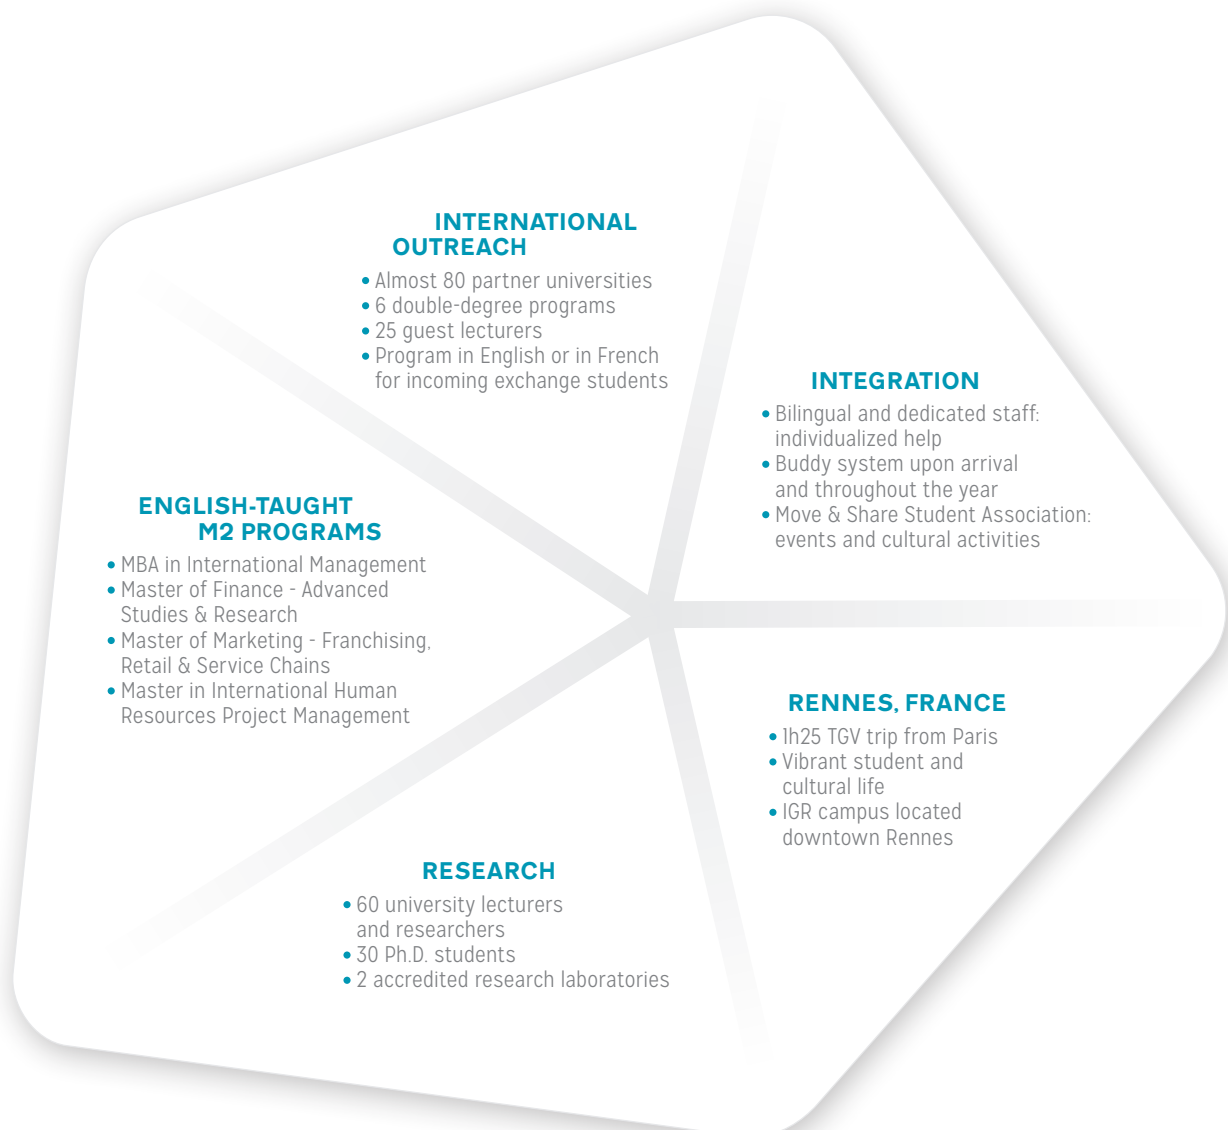 INTERNATIONAL
OUTREACH
• Almost 80 partner universities
• 6 double-degree programs
• 25 guest lecturers
• Program in English or in French
for incoming exchange students
INTEGRATION
• Bilingual and dedicated staff:
individualized help
• Buddy system upon arrival
and throughout the year
• Move & Share Student Association:
events and cultural activities
ENGLISH-TAUGHT
M2 PROGRAMS
• MBA in International Management
• Master of Finance - Advanced
Studies & Research
• Master of Marketing - Franchising,
Retail & Service Chains
• Master in International Human
Resources Project Management
RENNES, FRANCE
• 1h25 TGV trip from Paris
• Vibrant student and
cultural life
• IGR campus located
downtown Rennes
RESEARCH
• 60 university lecturers
and researchers
• 30 Ph.D. students
• 2 accredited research laboratories